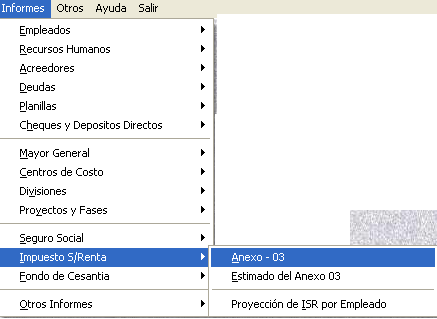 Informes Otros Ayuda Salir
Empleados
Recursos Humanos
Acreedores
Deudas
Planillas
Cheques y Depositos Directos
Mayor General
Centros de Costo
Divisiones
Proyectos y Fases
Seguro Social
Impuesto S/Renta
Anexo - 03
Fondo de Cesantia
Estimado del Anexo 03
Otros Informes
Proyección de ISR por Empleado